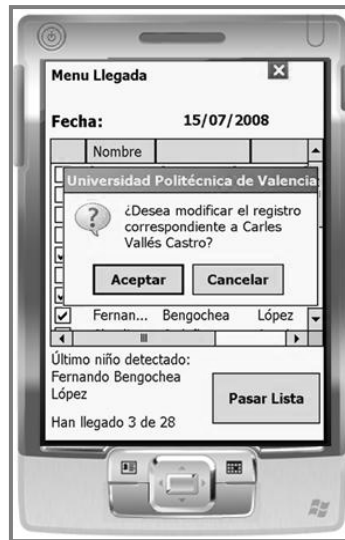 Menu Llegada
Fecha: 15/07/2008
Nombre
Universidad Politécnica de Valencia
¿Desea modificar el registro
correspondiente a Carles
Vallés Castro?
Aceptar Cancelar
Fernan... Bengochea López
Último niño detectado:
Fernando Bengochea
López
Pasar Lista
Han llegado 3 de 28